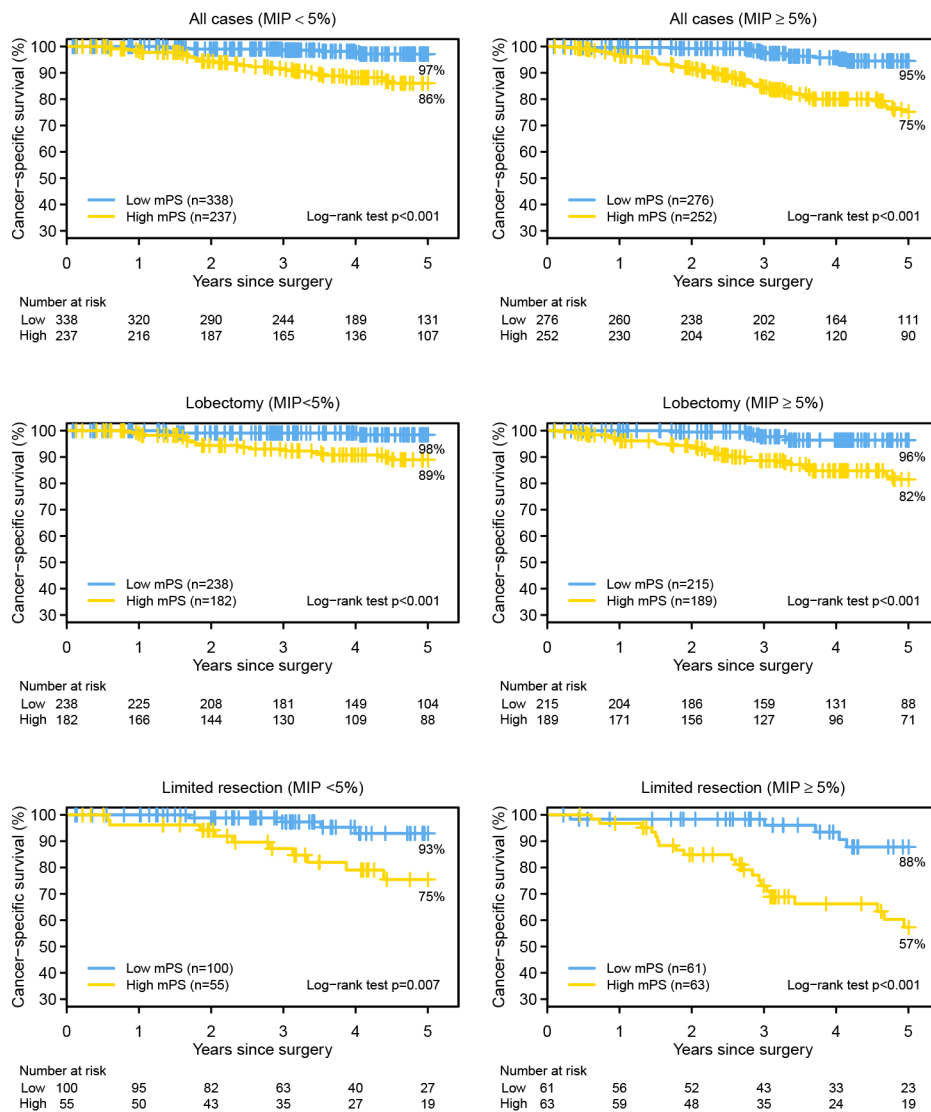 All cases (MIP < 5%)
Cancer−specific survival (%)
100
90
80
70
60
50
40
30
97%
86%
Low mPS (n=338)
High mPS (n=237)
Log−rank test p<0.001
0 1 2 3 4 5
Years since surgery
Number at risk
Low 338 320 290 244 189 131
High 237 216 187 165 136 107
All cases (MIP ≥ 5%)
Cancer−specific survival (%)
100
90
80
70
60
50
40
30
95%
75%
Low mPS (n=276)
High mPS (n=252)
Log−rank test p<0.001
0 1 2 3 4 5
Years since surgery
Number at risk
Low 276 260 238 202 164 111
High 252 230 204 162 120 90
Lobectomy (MIP<5%)
Cancer−specific survival (%)
100
90
80
70
60
50
40
30
98%
89%
Low mPS (n=238)
High mPS (n=182)
Log−rank test p<0.001
0 1 2 3 4 5
Years since surgery
Number at risk
Low 238 225 208 181 149 104
High 182 166 144 130 109 88
Lobectomy (MIP ≥ 5%)
Cancer−specific survival (%)
100
90
80
70
60
50
40
30
96%
82%
Low mPS (n=215)
High mPS (n=189)
Log−rank test p<0.001
0 1 2 3 4 5
Years since surgery
Number at risk
Low 215 204 186 159 131 88
High 189 171 156 127 96 71
Limited resection (MIP <5%)
Cancer−specific survival (%)
100
90
80
70
60
50
40
30
93%
75%
Low mPS (n=100)
High mPS (n=55)
Log−rank test p=0.007
0 1 2 3 4 5
Years since surgery
Number at risk
Low 100 95 82 63 40 27
High 55 50 43 35 27 19
Limited resection (MIP ≥ 5%)
Cancer−specific survival (%)
100
90
80
70
60
50
40
30
88%
57%
Low mPS (n=61)
High mPS (n=63)
Log−rank test p<0.001
0 1 2 3 4 5
Years since surgery
Number at risk
Low 61 56 52 43 33 23
High 63 59 48 35 24 19